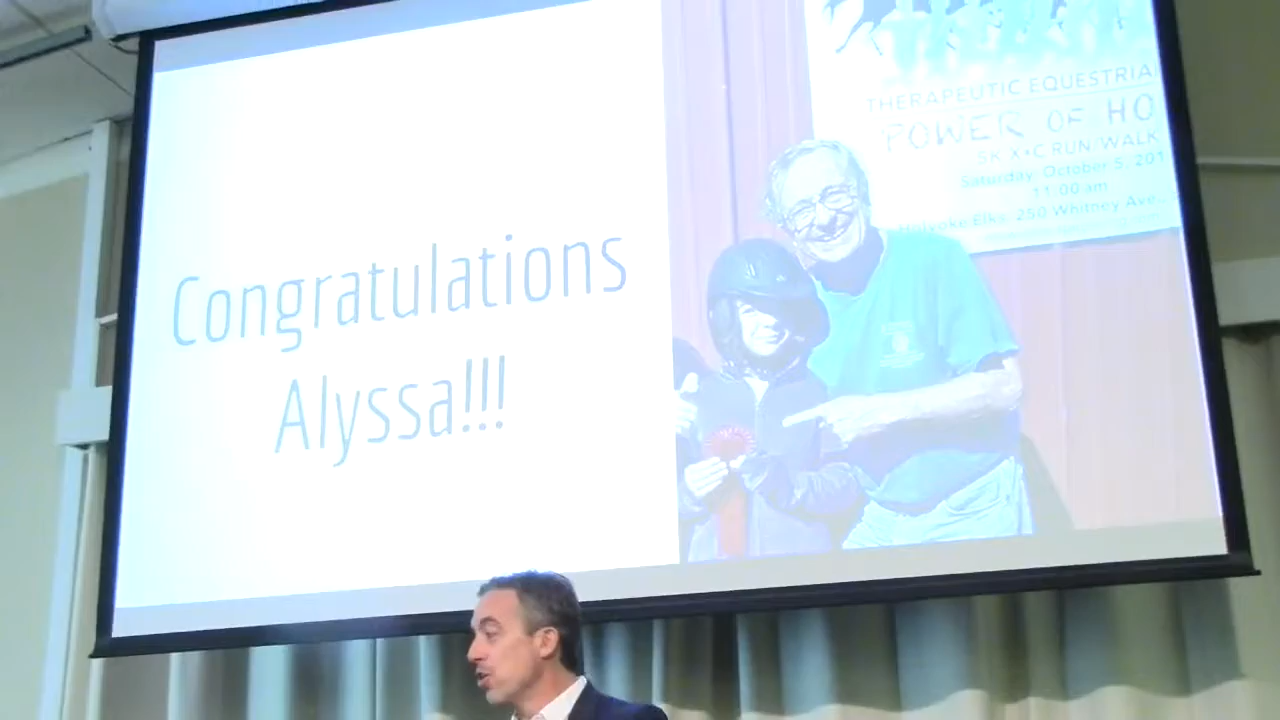 Congratulations
Alyssa!!!
THERAPEUTIC EQUESTRIA
POWER OF HO
5K X•C RUN/WALK
Saturday, October 5, 201
11:00 am
Holyoke Elks, 250 Whitney Ave